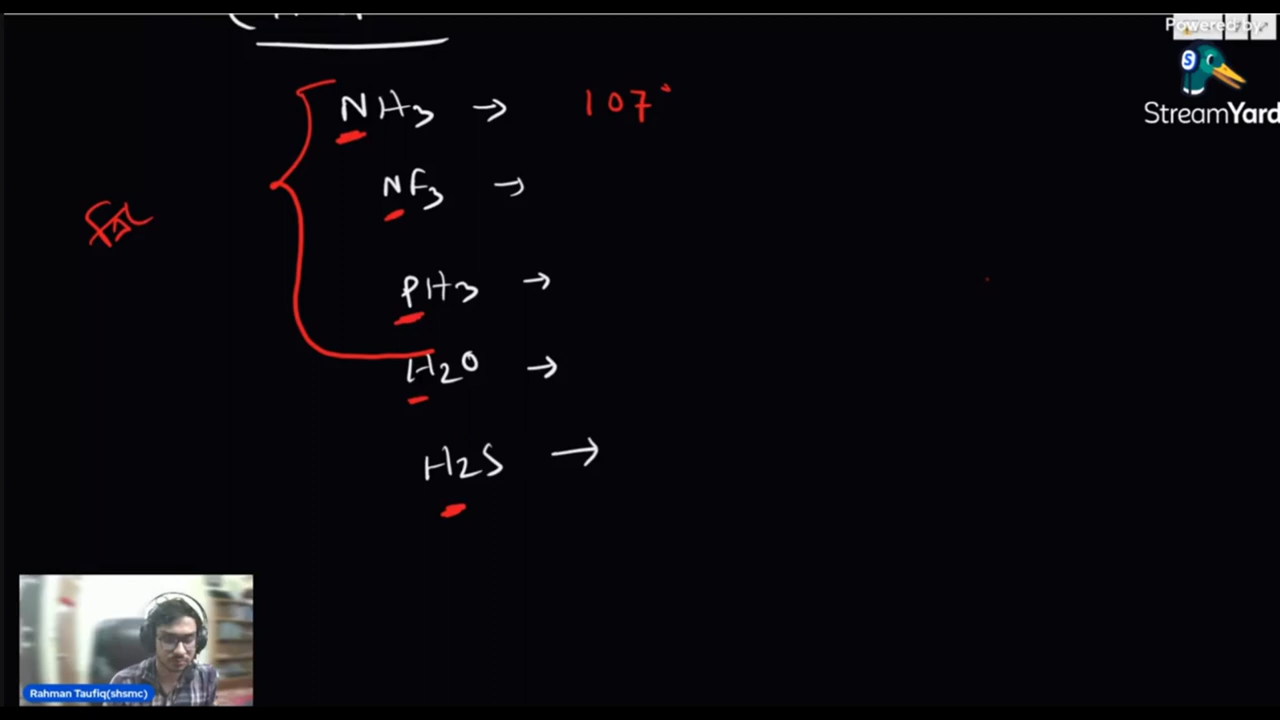 Powered by
StreamYard
NH3 → 107°
NF3 →
PH3 →
H2O →
H2S →
Rahman Taufiq(shsmc)